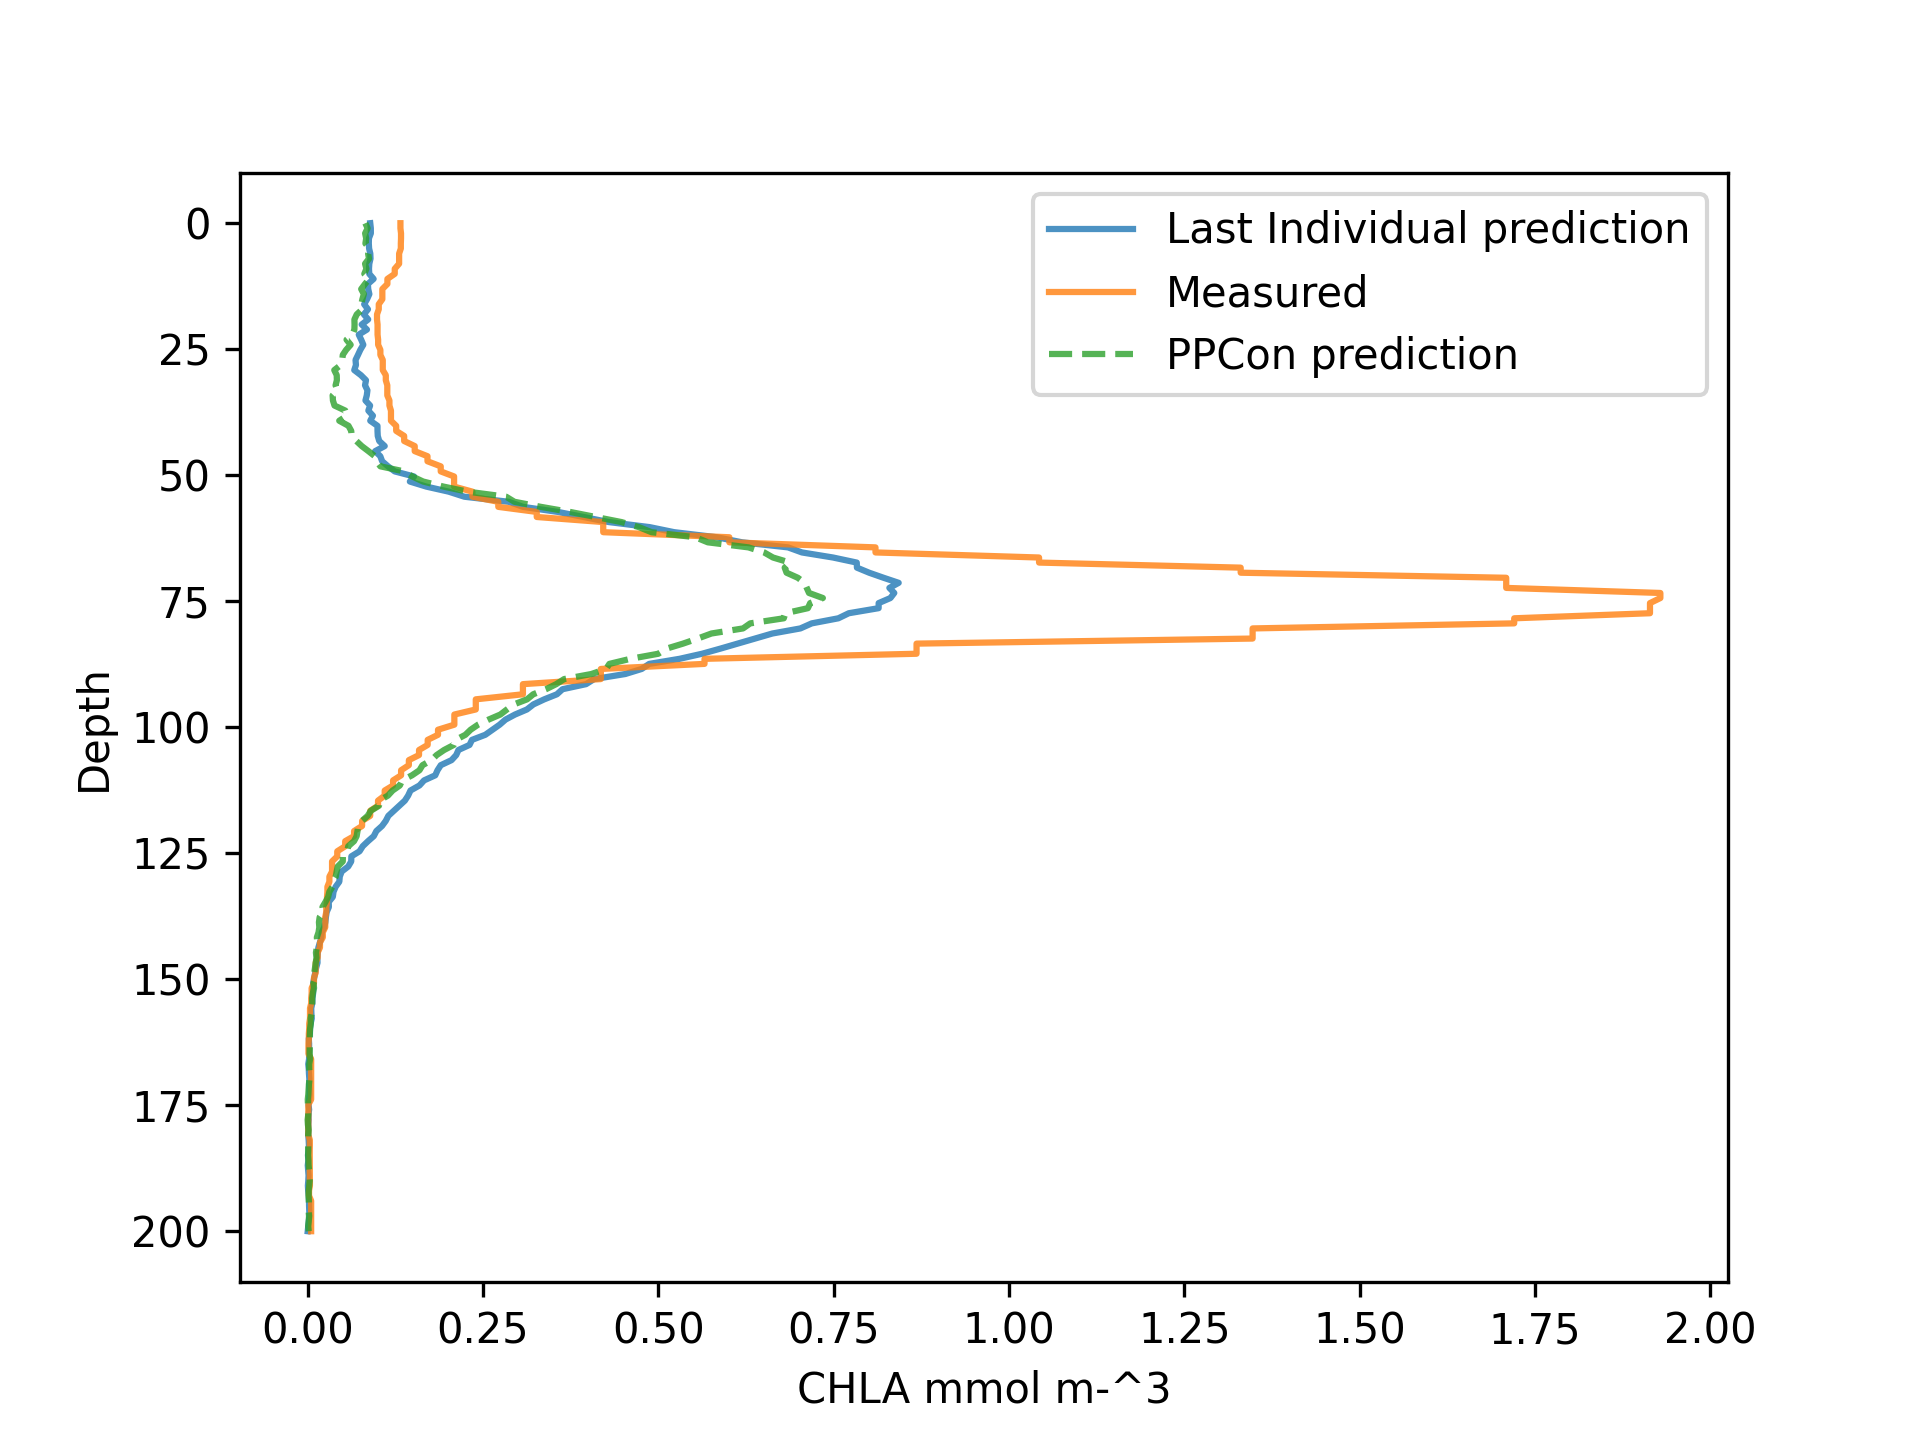 Last Individual prediction
Measured
PPCon prediction
0
25
50
75
100
125
150
175
200
Depth
0.00 0.25 0.50 0.75 1.00 1.25 1.50 1.75 2.00
CHLA mmol m-^3